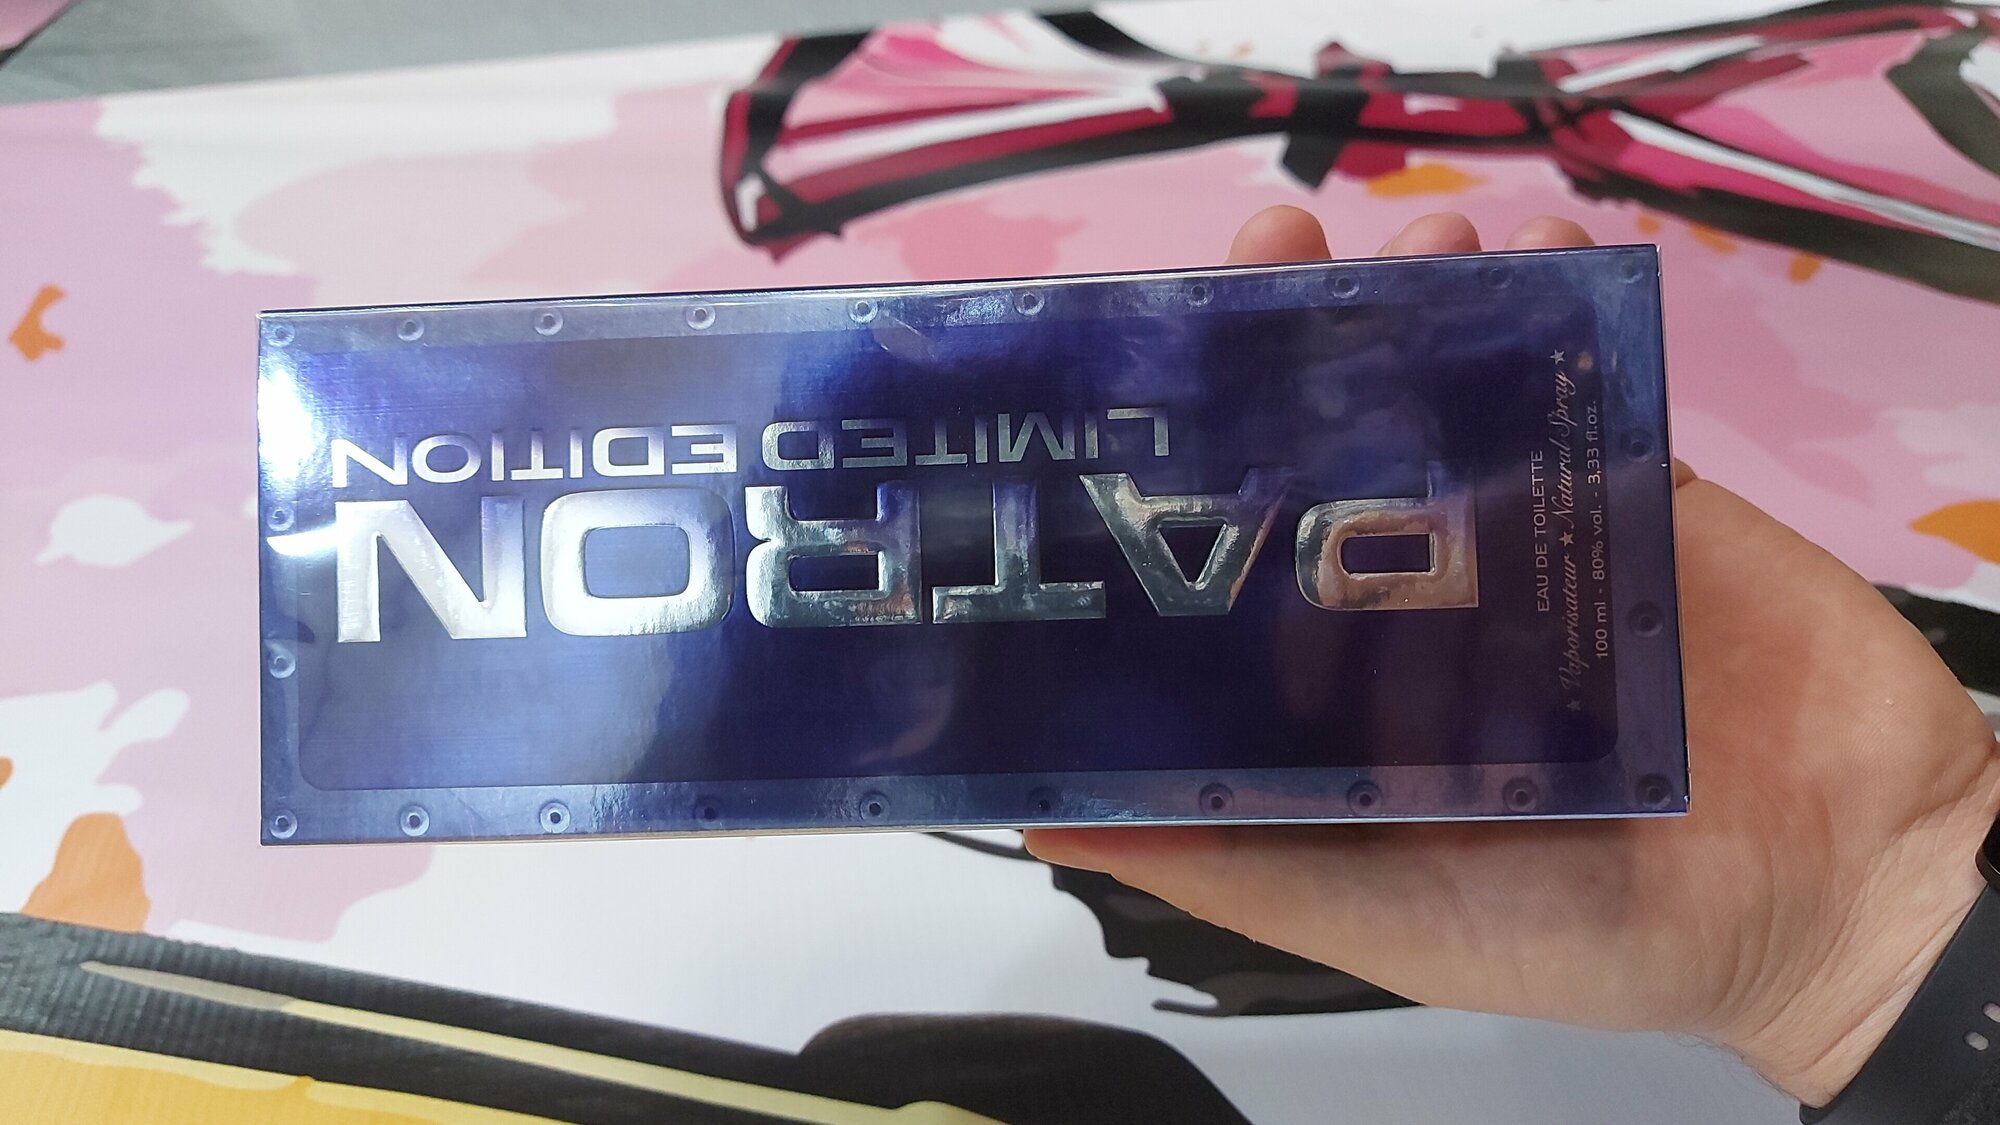 PATRON
LIMITED EDITION
EAU DE TOILETTE
★ Vaporisateur ★ Natural Spray ★
100 ml - 80% vol. - 3,33 fl.oz.